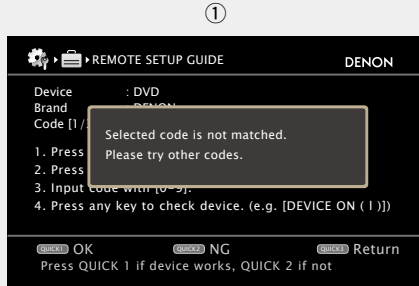 ①
REMOTE SETUP GUIDE
DENON
Device : DVD
Brand : DENON
Code [1/
Selected code is not matched.
Please try other codes.
1. Press
2. Press
3. Input code with [0-9].
4. Press any key to check device. (e.g. [DEVICE ON ( I )])
QUICK1 OK QUICK2 NG QUICK3 Return
Press QUICK 1 if device works, QUICK 2 if not